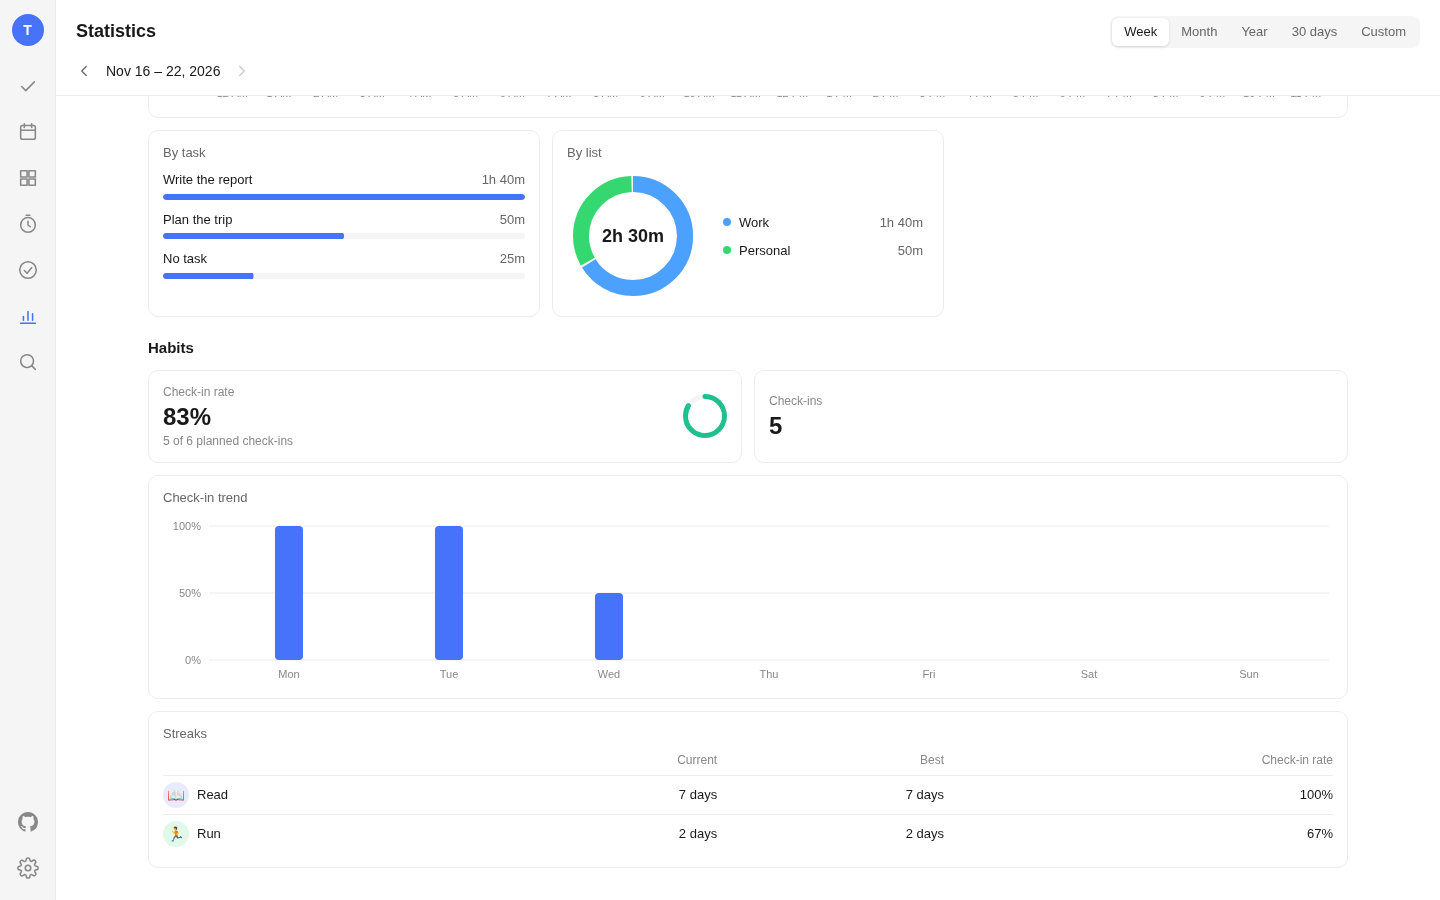 T
Statistics
Week Month Year 30 days Custom
Nov 16 – 22, 2026
By task
Write the report 1h 40m
Plan the trip 50m
No task 25m
By list
2h 30m
Work 1h 40m
Personal 50m
Habits
Check-in rate
83%
5 of 6 planned check-ins
Check-ins
5
Check-in trend
100%
50%
0%
Mon Tue Wed Thu Fri Sat Sun
Streaks
Current Best Check-in rate
Read 7 days 7 days 100%
Run 2 days 2 days 67%